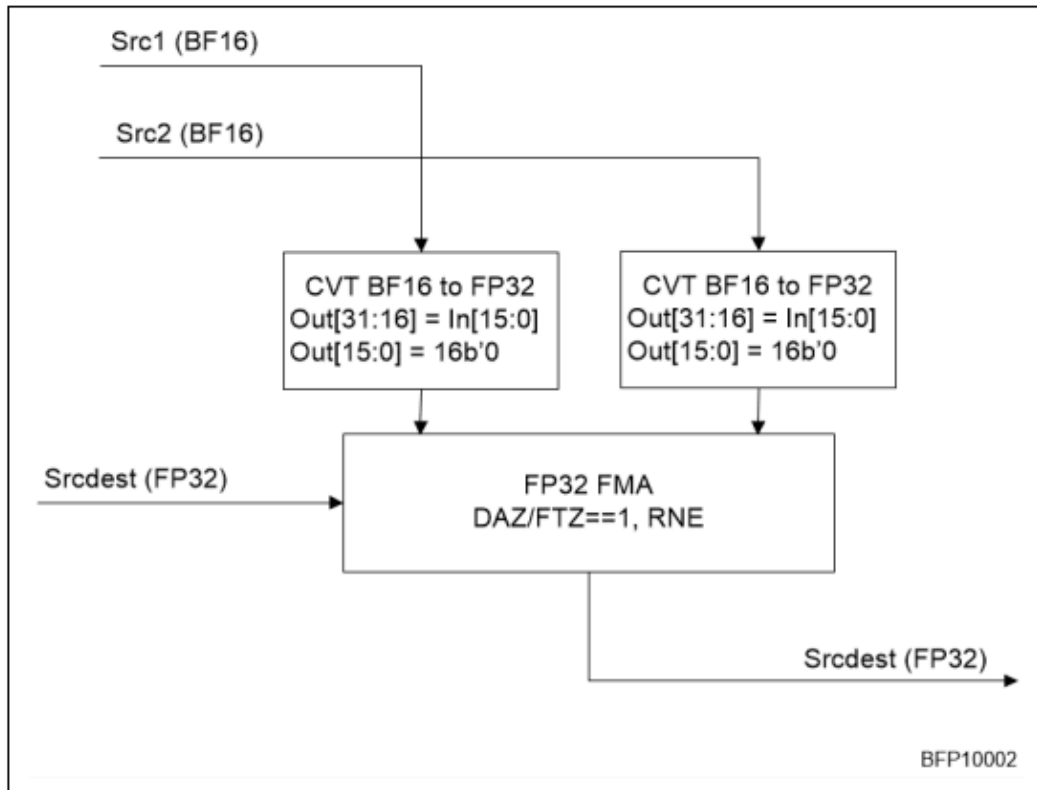 Src1 (BF16)
Src2 (BF16)
CVT BF16 to FP32
Out[31:16] = In[15:0]
Out[15:0] = 16b’0
CVT BF16 to FP32
Out[31:16] = In[15:0]
Out[15:0] = 16b’0
Srcdest (FP32)
FP32 FMA
DAZ/FTZ==1, RNE
Srcdest (FP32)
BFP10002